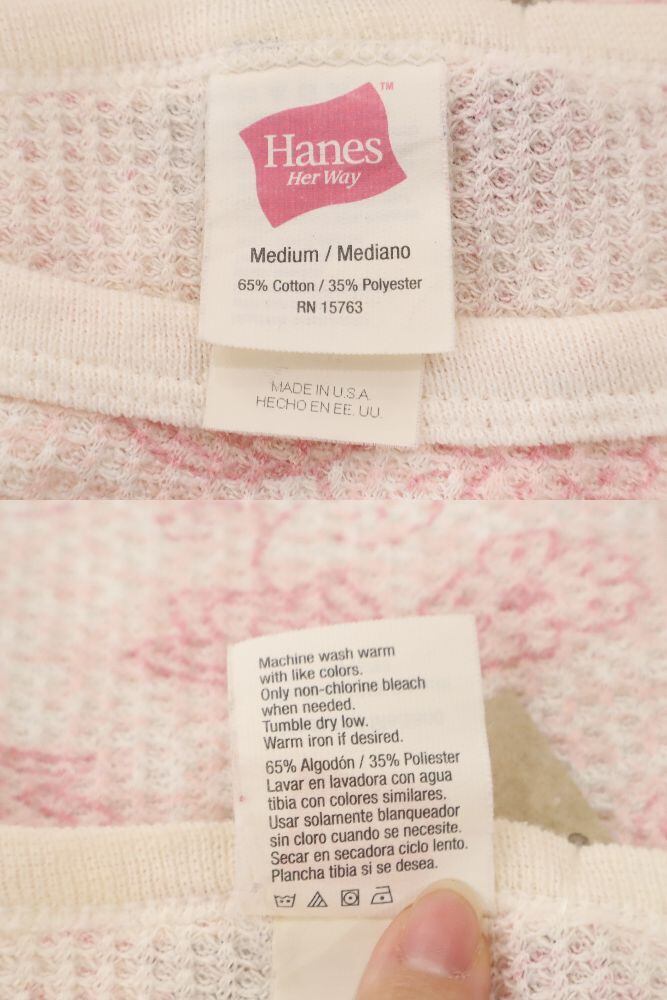 Hanes
TM
Her Way
Medium / Mediano
65% Cotton / 35% Polyester
RN 15763
MADE IN U.S.A.
HECHO EN EE. UU.
Machine wash warm
with like colors.
Only non-chlorine bleach
when needed.
Tumble dry low.
Warm iron if desired.
65% Algodón / 35% Poliester
Lavar en lavadora con agua
tibia con colores similares.
Usar solamente blanqueador
sin cloro cuando se necesite.
Secar en secadora ciclo lento.
Plancha tibia si se desea.